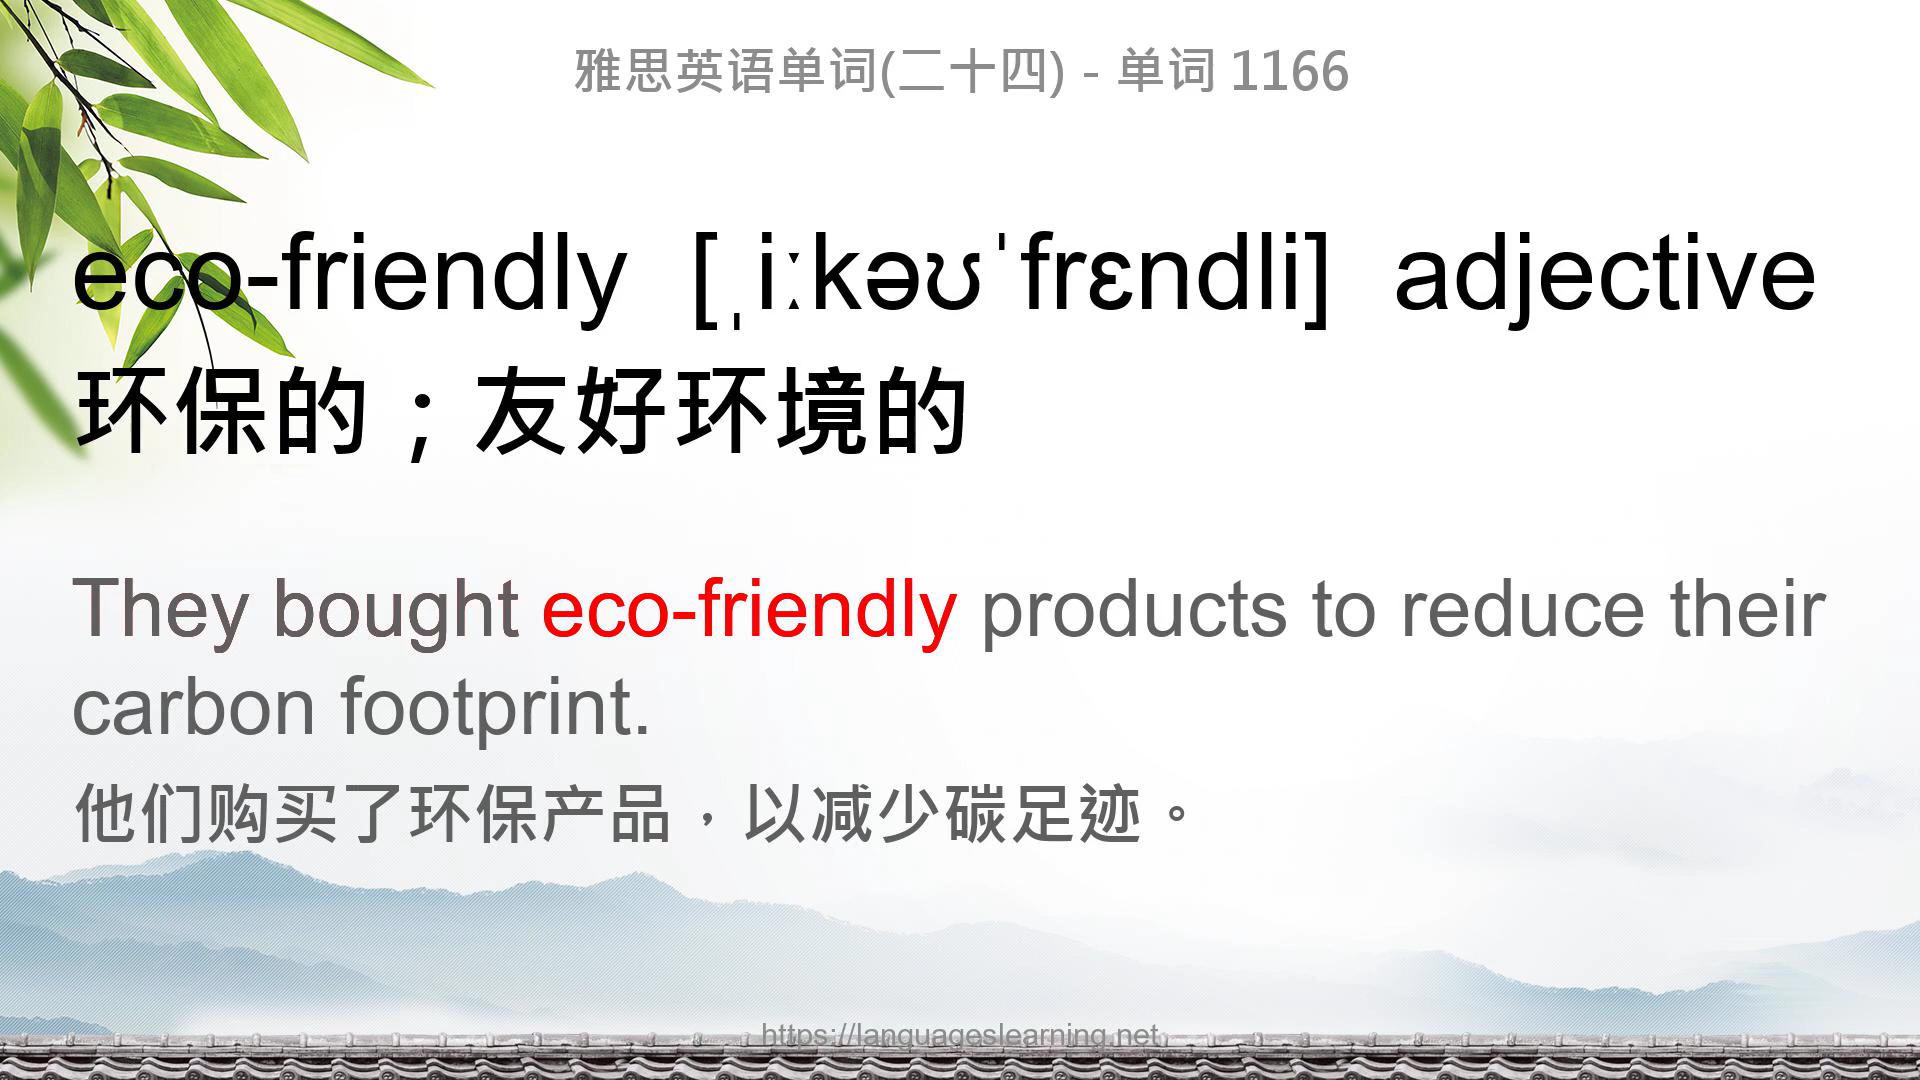 雅思英语单词(二十四) - 单词 1166
eco-friendly [ˌiːkəʊˈfrɛndli] adjective
环保的；友好环境的
They bought eco-friendly products to reduce their
carbon footprint.
他们购买了环保产品，以减少碳足迹。
https://languageslearning.net